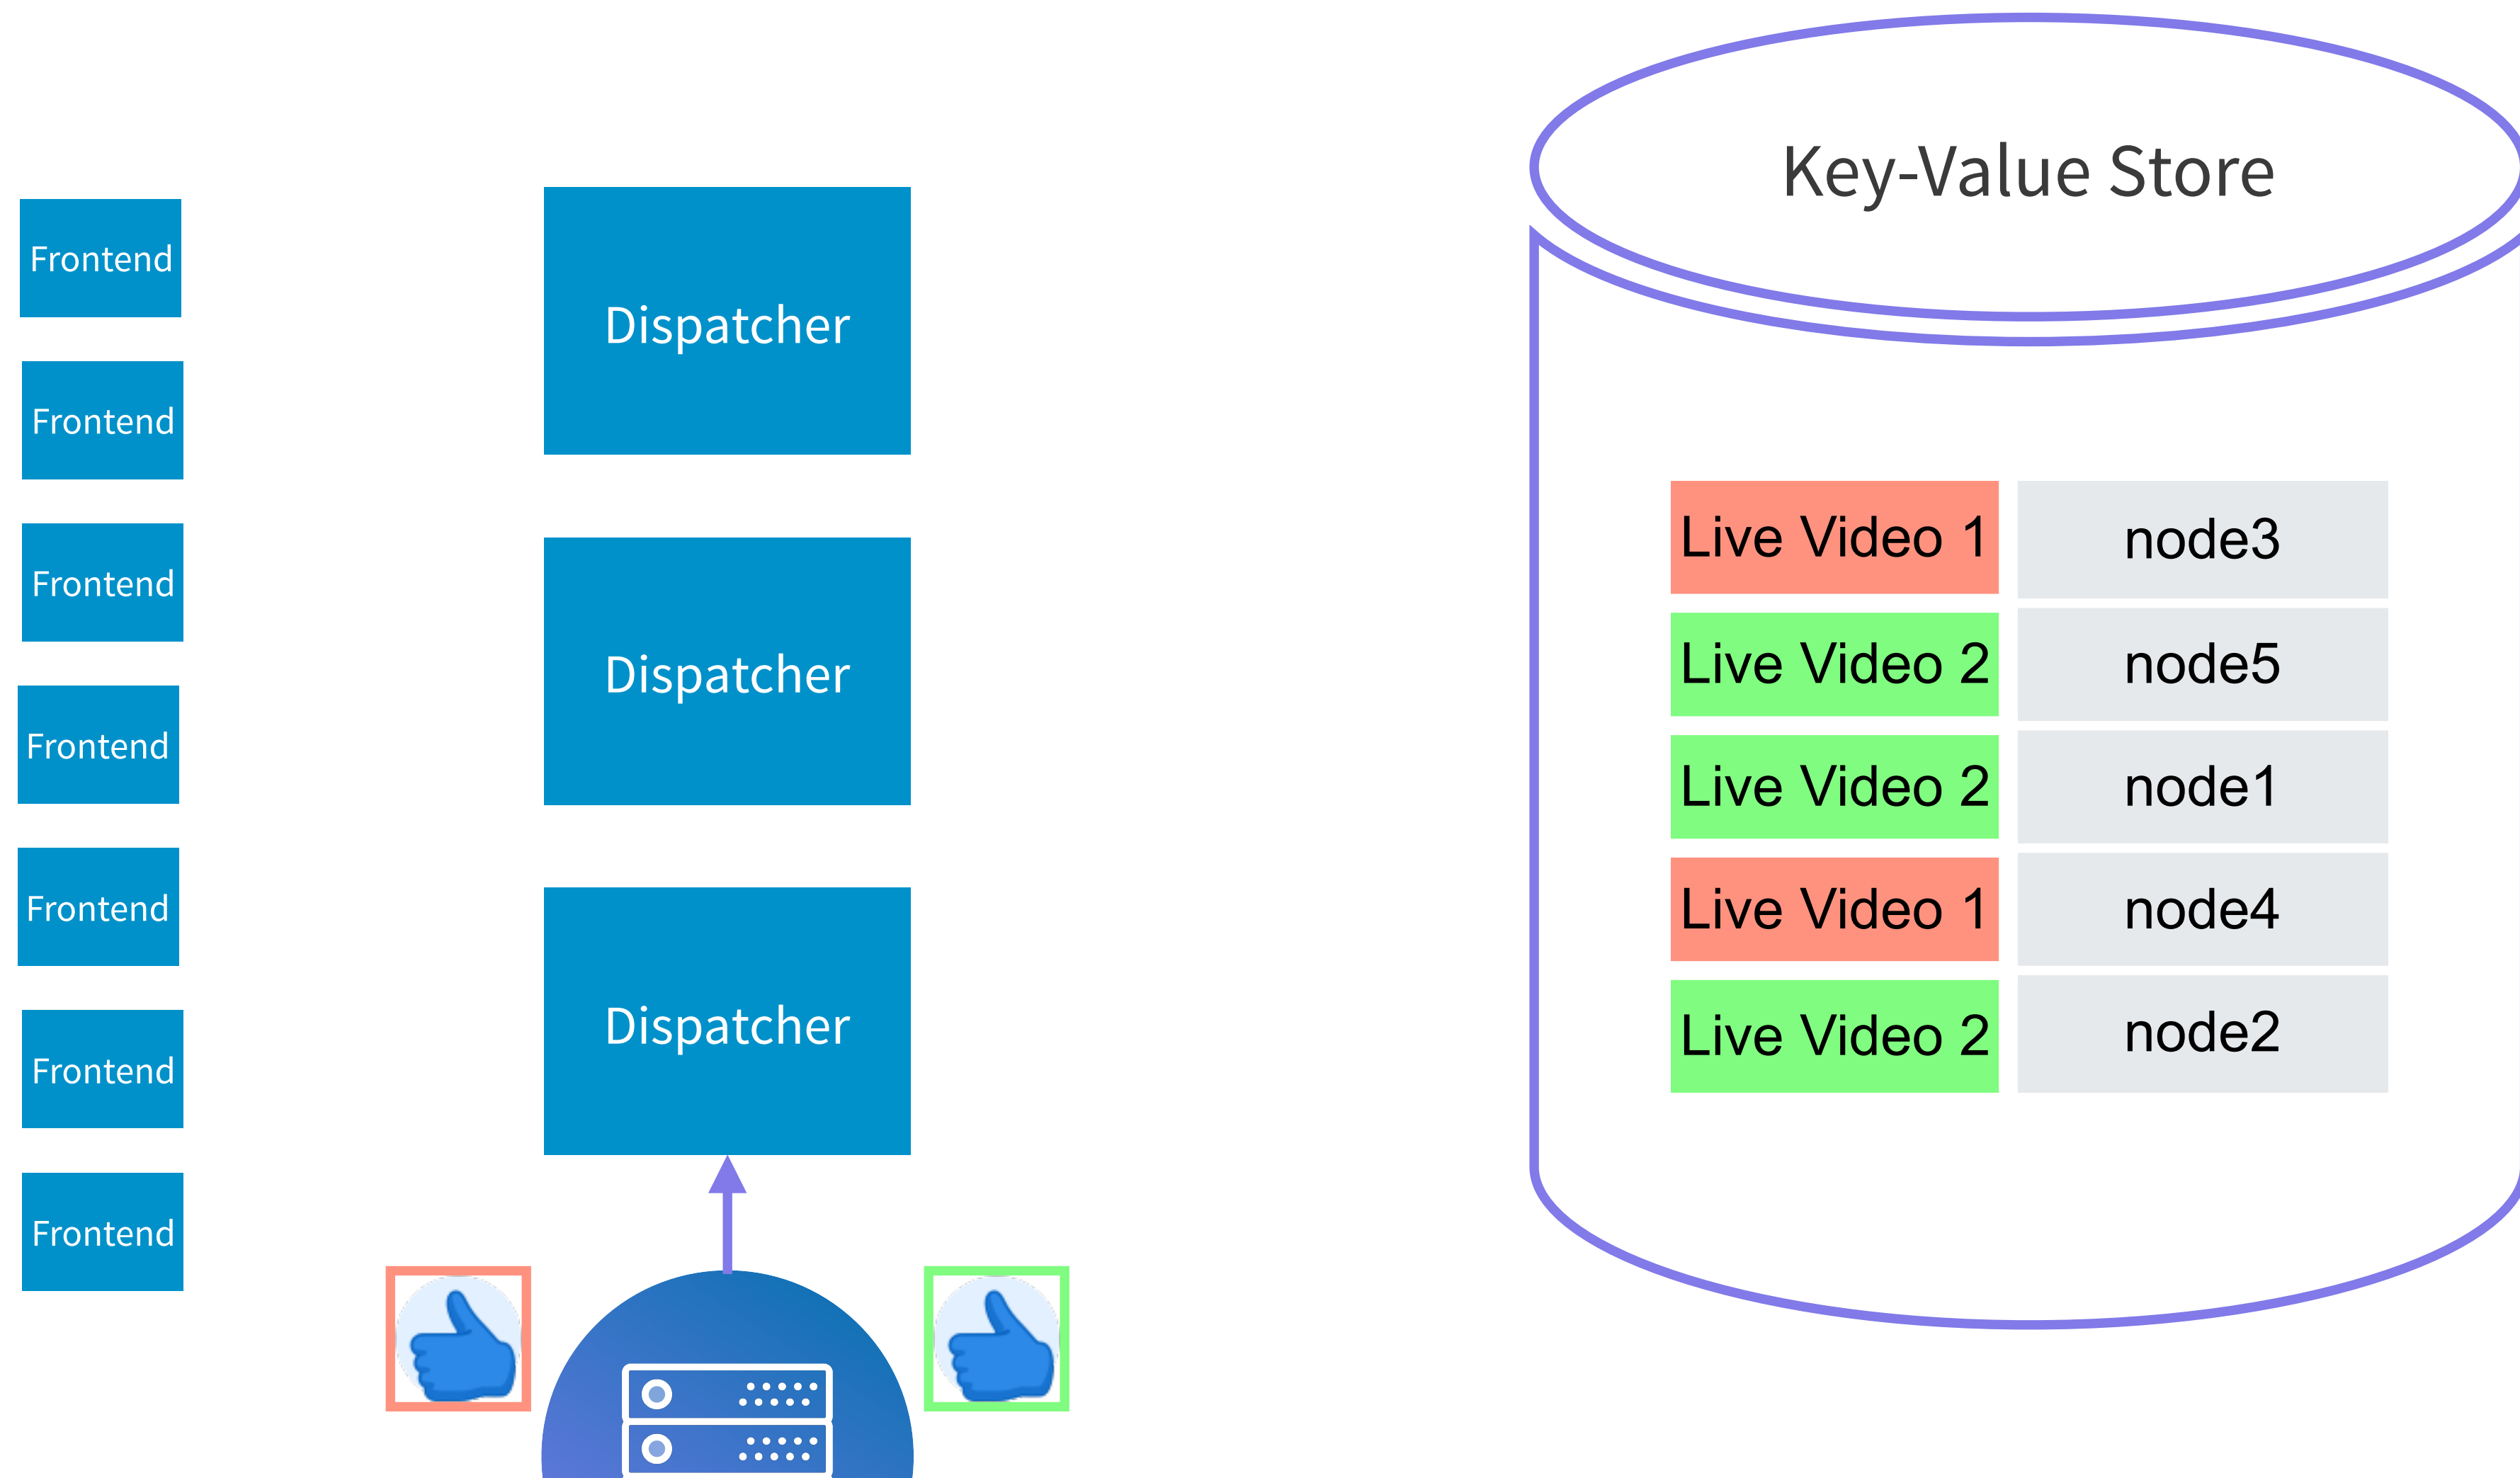 Frontend
Frontend
Frontend
Frontend
Frontend
Frontend
Frontend
Dispatcher
Dispatcher
Dispatcher
Key-Value Store
Live Video 1 node3
Live Video 2 node5
Live Video 2 node1
Live Video 1 node4
Live Video 2 node2